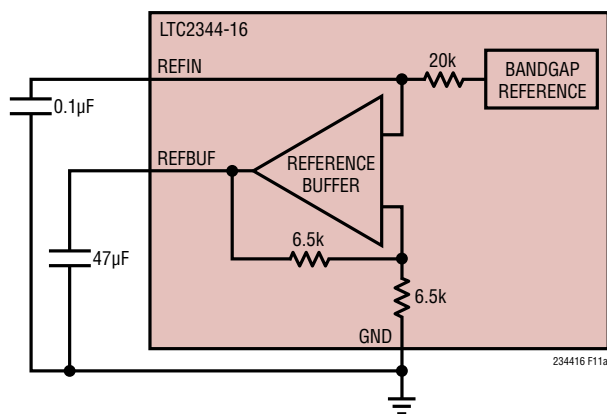 LTC2344-16
REFIN
20k
BANDGAP
REFERENCE
0.1µF
REFBUF
REFERENCE
BUFFER
6.5k
47µF
6.5k
GND
234416 F11a